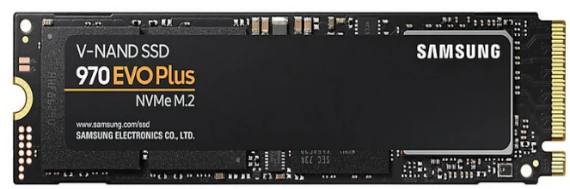 V-NAND SSD
970 EVO Plus
NVMe M.2
www.samsung.com/ssd
SAMSUNG ELECTRONICS CO., LTD.
SAMSUNG